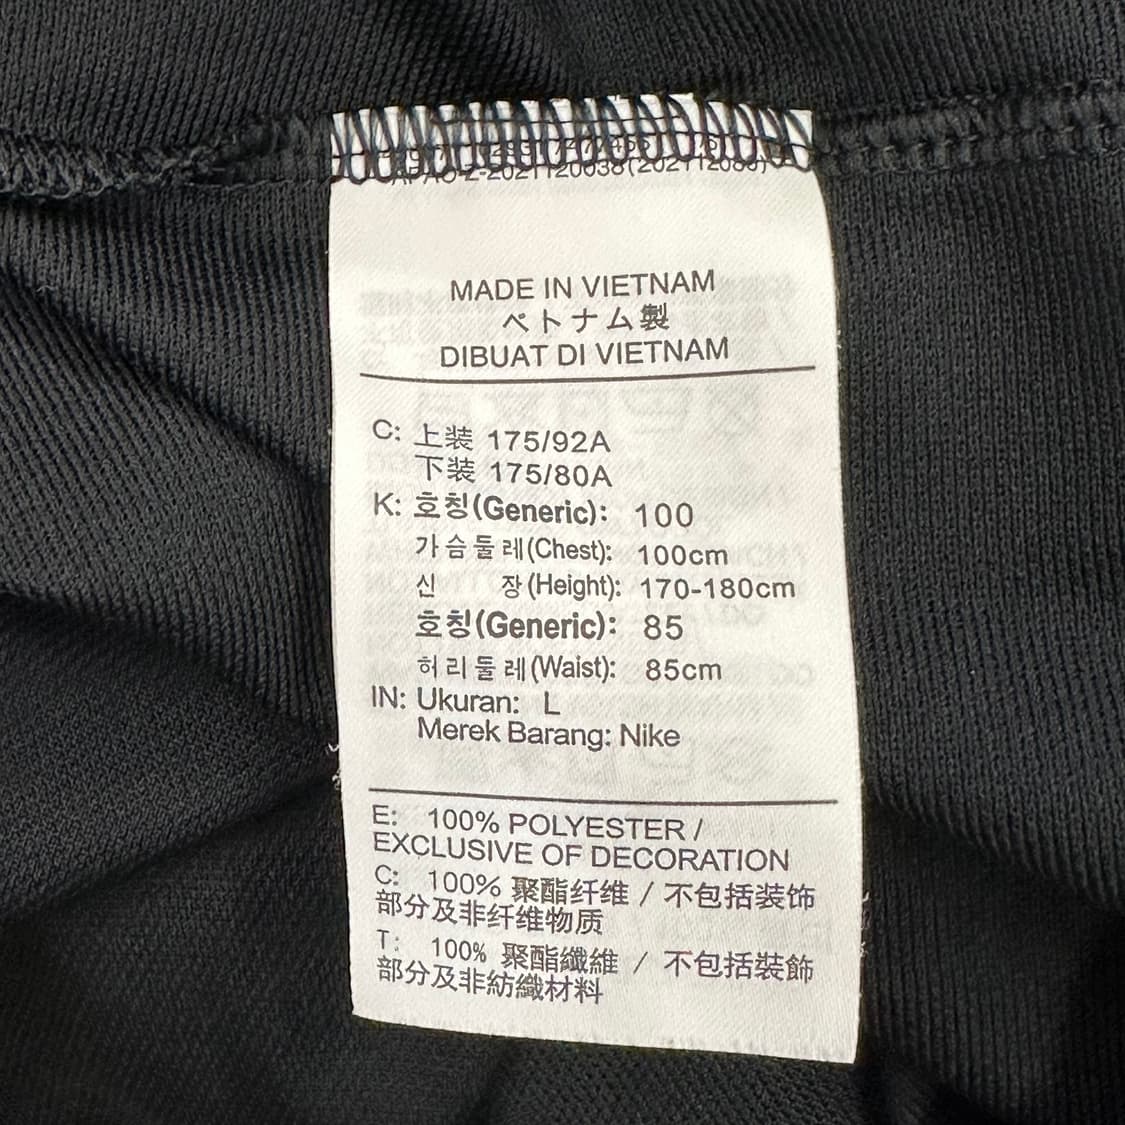 APAC-Z-2021120038(202112080)
MADE IN VIETNAM
ベトナム製
DIBUAT DI VIETNAM
C: 上装 175/92A
下装 175/80A
K: 호칭(Generic): 100
가슴둘레(Chest): 100cm
신 장(Height): 170-180cm
호칭(Generic): 85
허리둘레(Waist): 85cm
IN: Ukuran: L
Merek Barang: Nike
E: 100% POLYESTER /
EXCLUSIVE OF DECORATION
C: 100% 聚酯纤维 / 不包括装饰
部分及非纤维物质
T: 100% 聚酯纖維 / 不包括裝飾
部分及非紡織材料